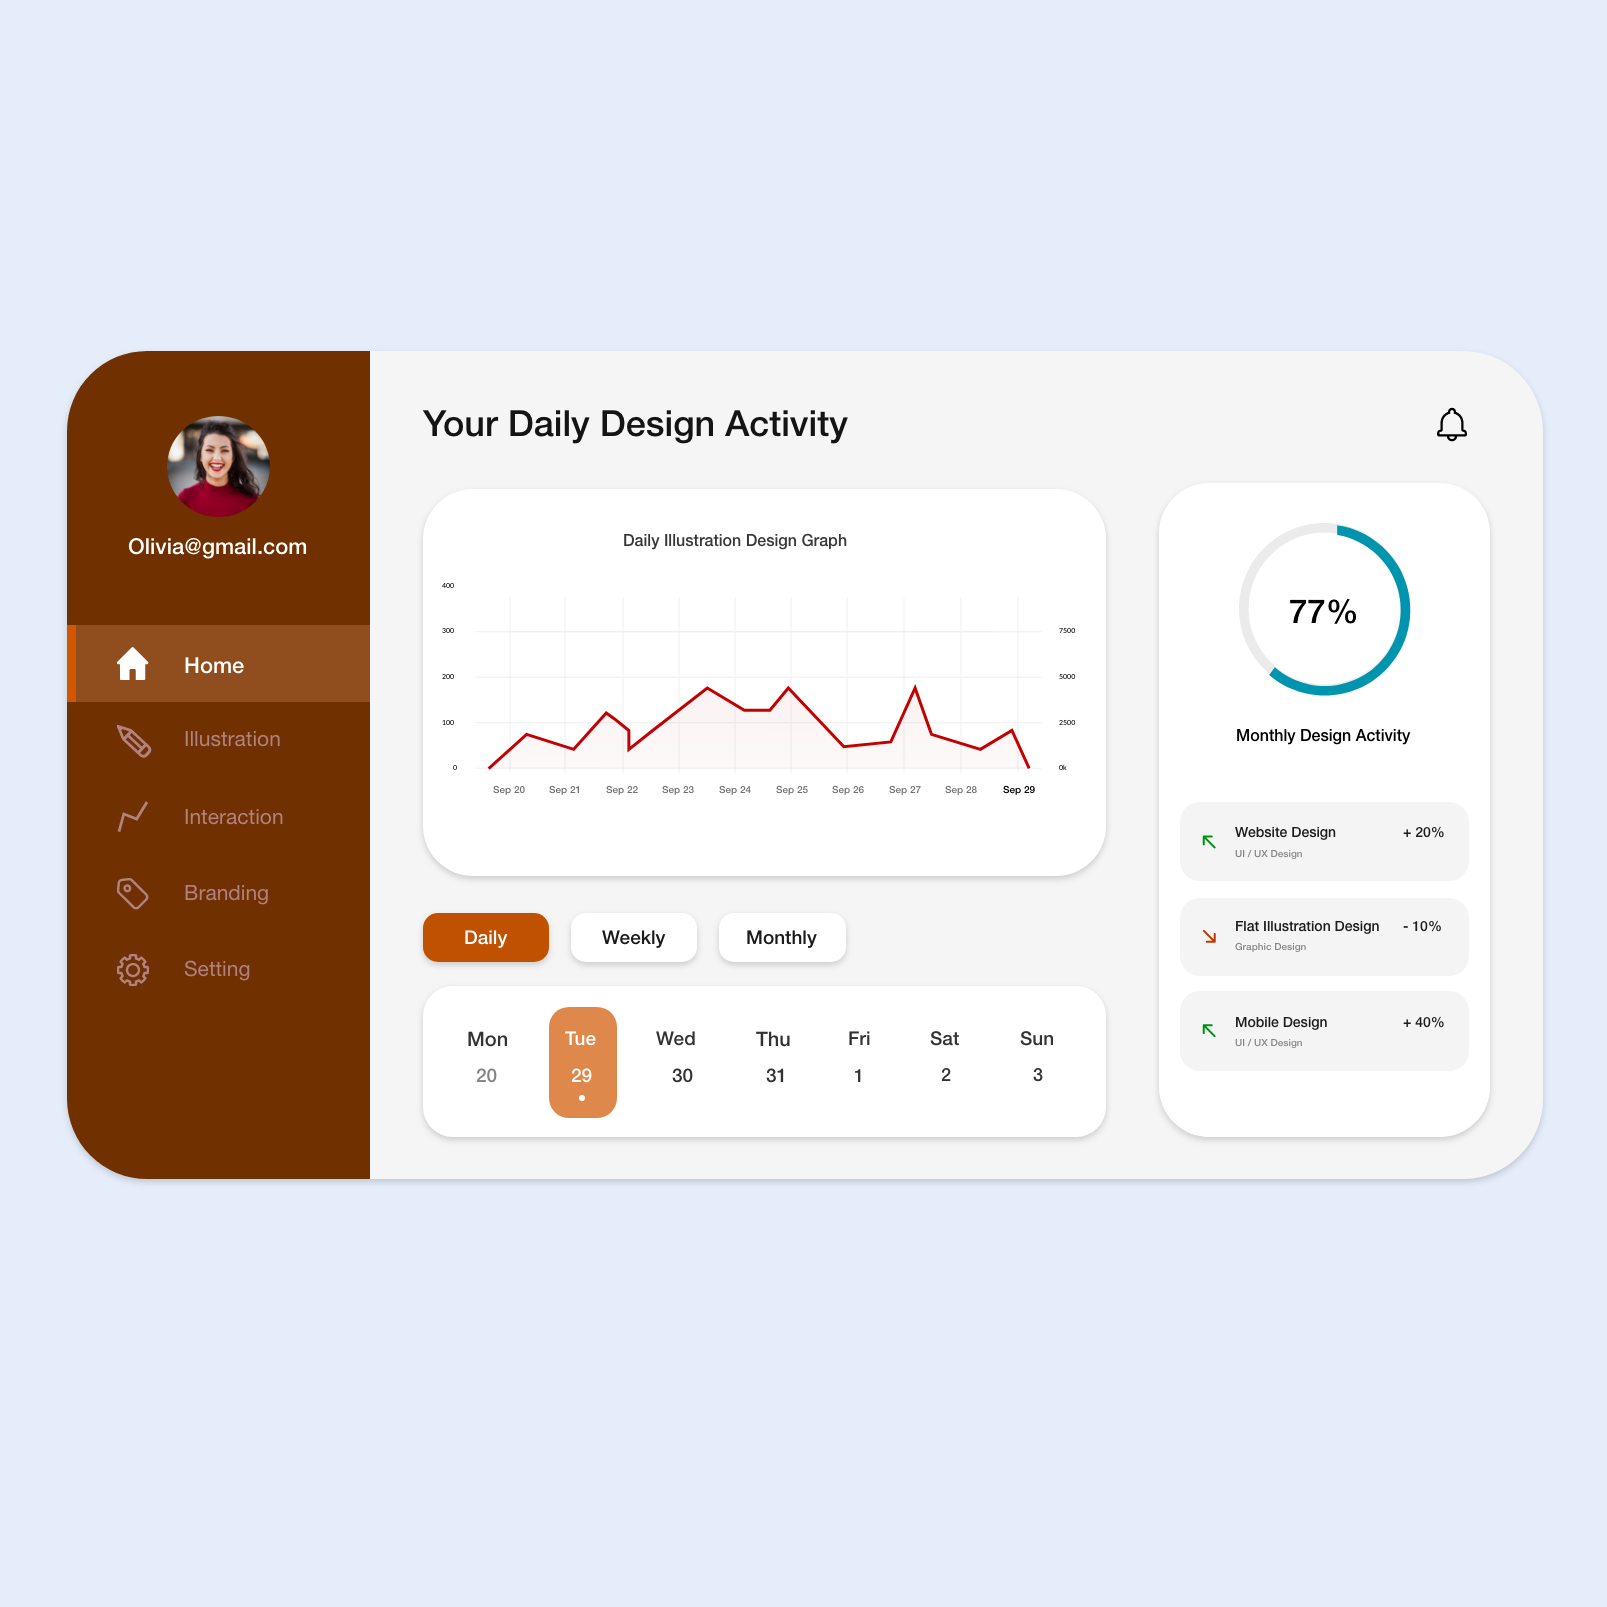 Olivia@gmail.com
Home
Illustration
Interaction
Branding
Setting
Your Daily Design Activity
Daily Illustration Design Graph
400
300
200
100
0
7500
5000
2500
0k
Sep 20 Sep 21 Sep 22 Sep 23 Sep 24 Sep 25 Sep 26 Sep 27 Sep 28 Sep 29
Daily Weekly Monthly
Mon Tue Wed Thu Fri Sat Sun
20 29 30 31 1 2 3
77%
Monthly Design Activity
Website Design + 20%
UI / UX Design
Flat Illustration Design - 10%
Graphic Design
Mobile Design + 40%
UI / UX Design